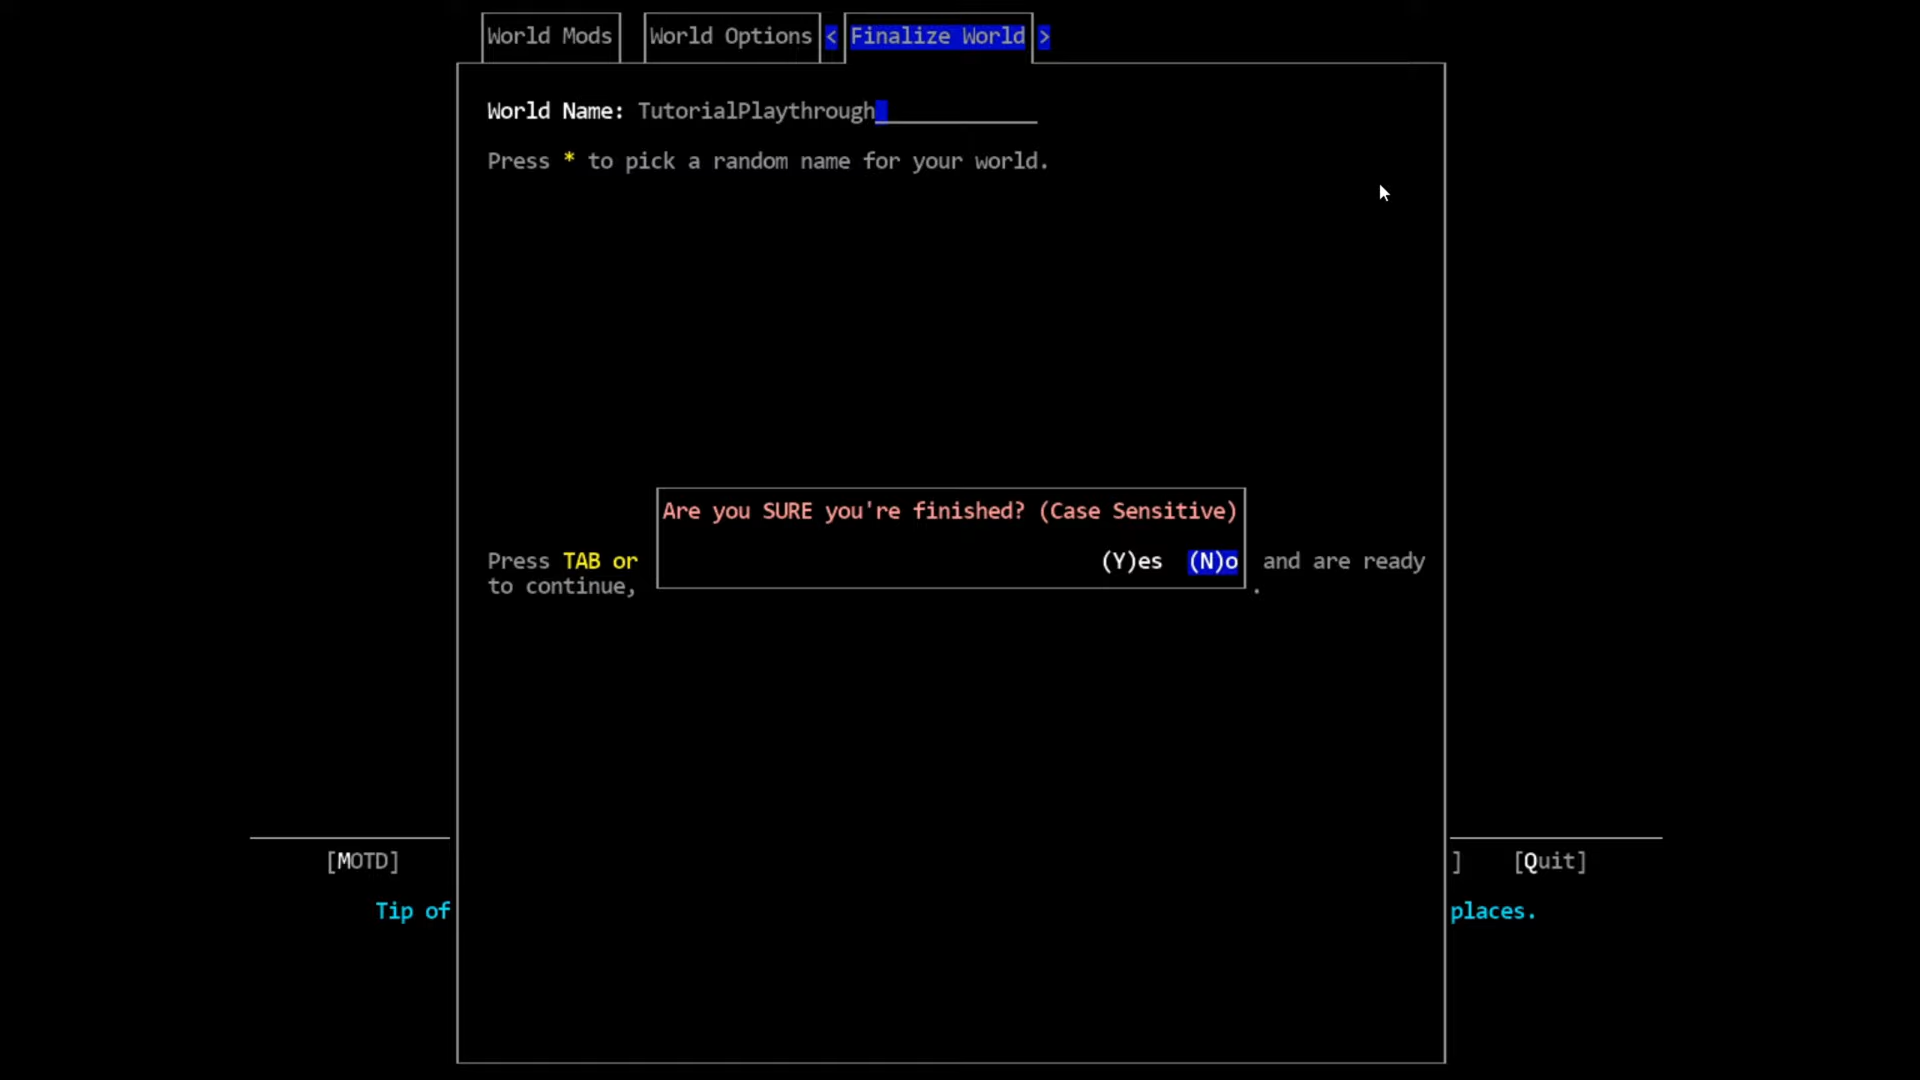 World Mods World Options < Finalize World >
World Name: TutorialPlaythrough
Press * to pick a random name for your world.
Are you SURE you're finished? (Case Sensitive)
Press TAB or (Y)es (N)o and are ready
to continue, .
[MOTD] ] [Quit]
Tip of places.